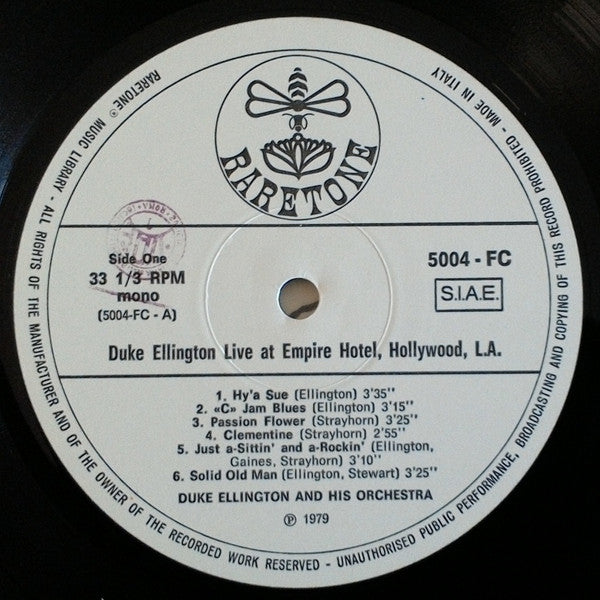 RARETONE
Side One
33 1/3 RPM
mono
(5004-FC - A)
5004 - FC
S.I.A.E.
Duke Ellington Live at Empire Hotel, Hollywood, L.A.
1. Hy'a Sue (Ellington) 3'35''
2. «C» Jam Blues (Ellington) 3'15''
3. Passion Flower (Strayhorn) 3'25''
4. Clementine (Strayhorn) 2'55''
5. Just a-Sittin' and a-Rockin' (Ellington,
Gaines, Strayhorn) 3'10''
6. Solid Old Man (Ellington, Stewart) 3'25''
DUKE ELLINGTON AND HIS ORCHESTRA
℗ 1979
RARETONE® MUSIC LIBRARY - ALL RIGHTS OF THE MANUFACTURER AND OF THE OWNER OF THE RECORDED WORK RESERVED - UNAUTHORISED PUBLIC PERFORMANCE, BROADCASTING AND COPYING OF THIS RECORD PROHIBITED - MADE IN ITALY